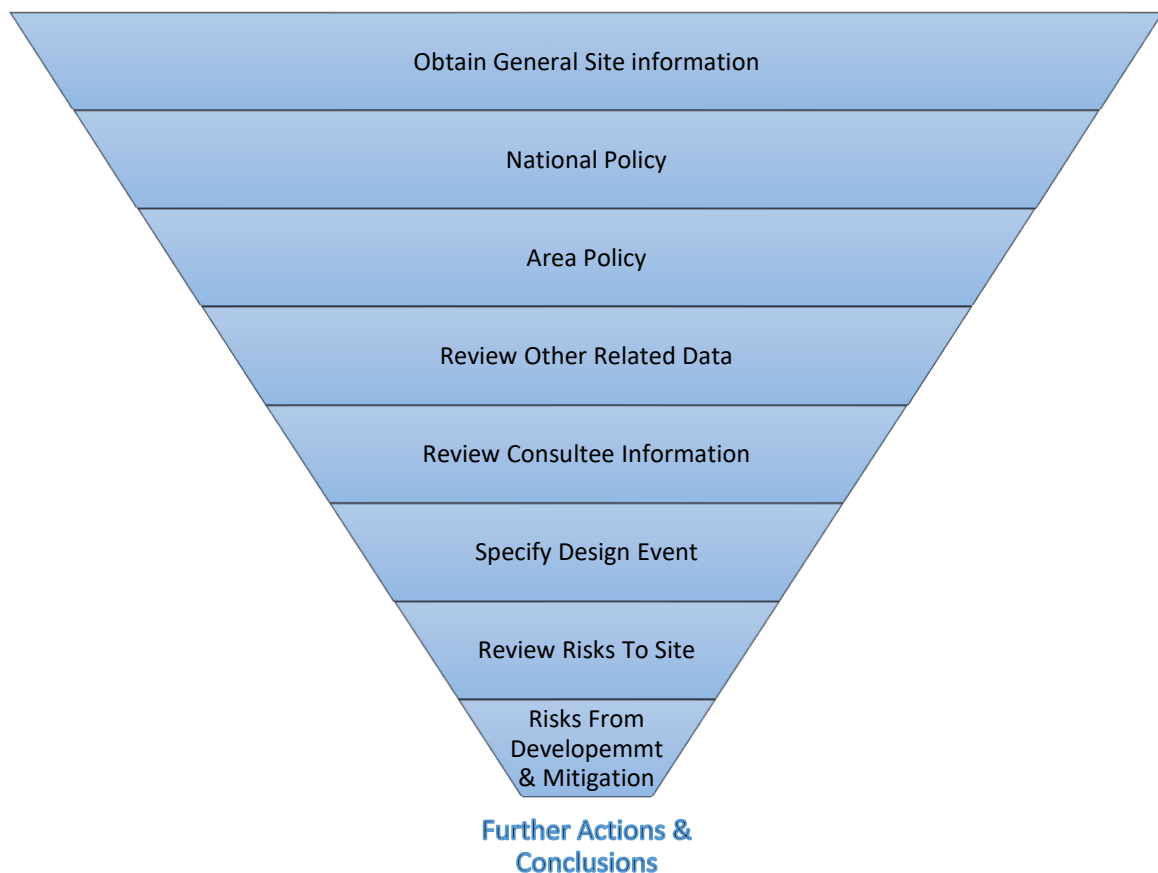 Obtain General Site information
National Policy
Area Policy
Review Other Related Data
Review Consultee Information
Specify Design Event
Review Risks To Site
Risks From
Developemmt
& Mitigation
Further Actions &
Conclusions